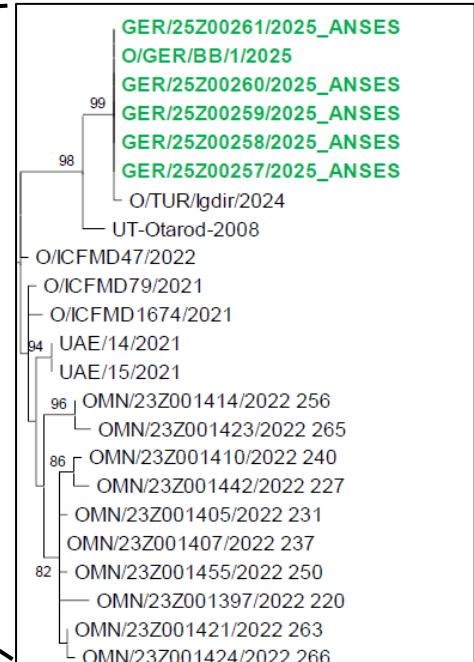 GER/25Z00261/2025_ANSES
O/GER/BB/1/2025
GER/25Z00260/2025_ANSES
99
GER/25Z00259/2025_ANSES
GER/25Z00258/2025_ANSES
98
GER/25Z00257/2025_ANSES
O/TUR/Igdir/2024
UT-Otarod-2008
O/ICFMD47/2022
O/ICFMD79/2021
O/ICFMD1674/2021
94
UAE/14/2021
UAE/15/2021
96
OMN/23Z001414/2022 256
OMN/23Z001423/2022 265
86
OMN/23Z001410/2022 240
OMN/23Z001442/2022 227
OMN/23Z001405/2022 231
OMN/23Z001407/2022 237
82
OMN/23Z001455/2022 250
OMN/23Z001397/2022 220
OMN/23Z001421/2022 263
OMN/23Z001424/2022 266